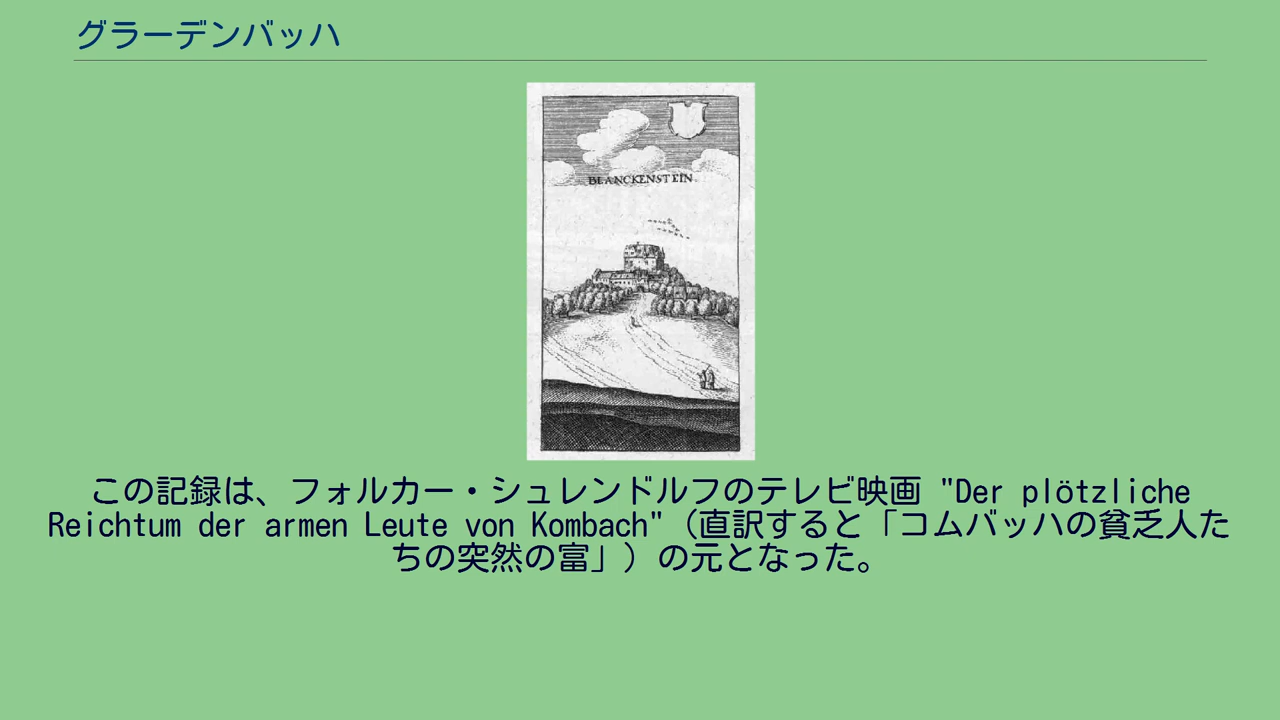 グラーデンバッハ
BLANCKENSTEIN
この記録は、フォルカー・シュレンドルフのテレビ映画 "Der plötzliche
Reichtum der armen Leute von Kombach"（直訳すると「コムバッハの貧乏人た
ちの突然の富」）の元となった。